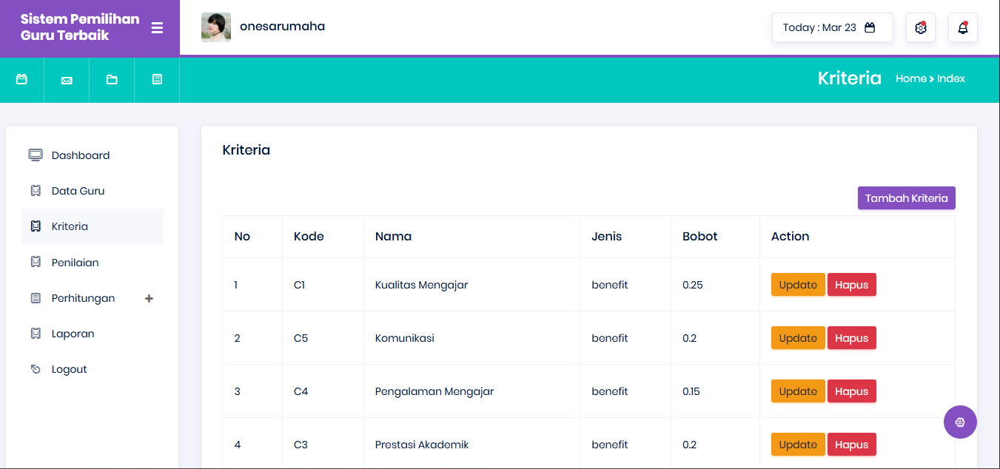 Sistem Pemilihan
Guru Terbaik
onesarumaha
Today : Mar 23
Kriteria
Home > Index
Dashboard
Data Guru
Kriteria
Penilaian
Perhitungan
Laporan
Logout
Kriteria
Tambah Kriteria
No Kode Nama Jenis Bobot Action
1 C1 Kualitas Mengajar benefit 0.25 Update Hapus
2 C5 Komunikasi benefit 0.2 Update Hapus
3 C4 Pengalaman Mengajar benefit 0.15 Update Hapus
4 C3 Prestasi Akademik benefit 0.2 Update Hapus